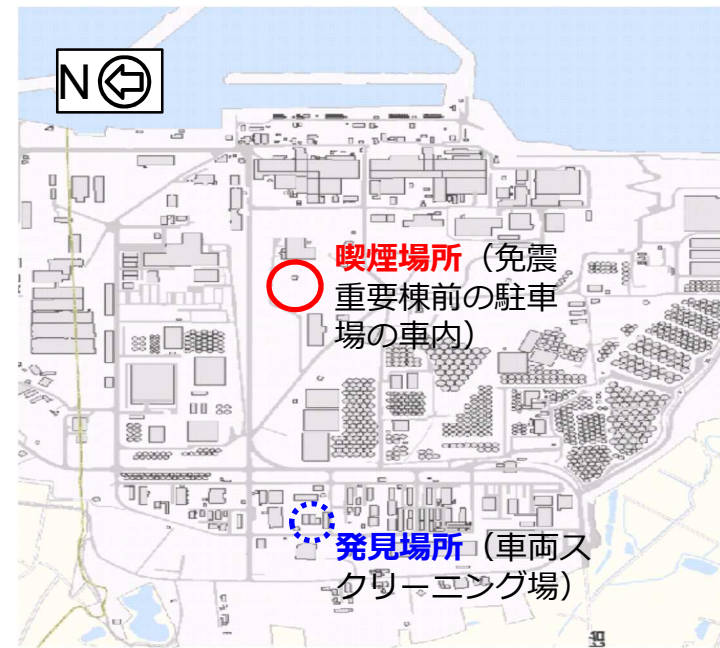 N
喫煙場所（免震
重要棟前の駐車
場の車内）
発見場所（車両ス
クリーニング場）